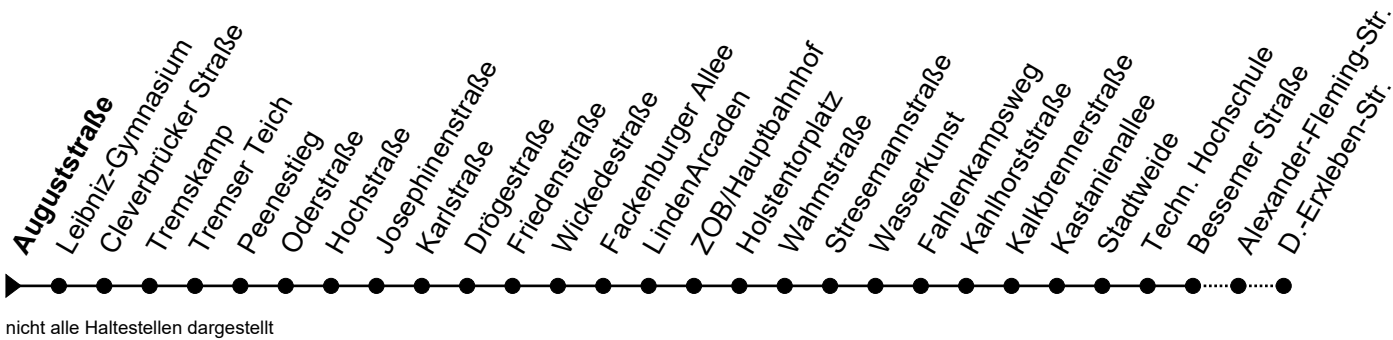 Auguststraße
Leibniz-Gymnasium
Cleverbrücker Straße
Tremskamp
Tremser Teich
Peenestieg
Oderstraße
Hochstraße
Josephinenstraße
Karlstraße
Drögestraße
Friedenstraße
Wickedestraße
Fackenburger Allee
LindenArcaden
ZOB/Hauptbahnhof
Holstentorplatz
Wahmstraße
Stresemannstraße
Wasserkunst
Fahlenkampsweg
Kahlhorststraße
Kalkbrennerstraße
Kastanienallee
Stadtweide
Techn. Hochschule
Bessemer Straße
Alexander-Fleming-Str.
D.-Erxleben-Str.
nicht alle Haltestellen dargestellt